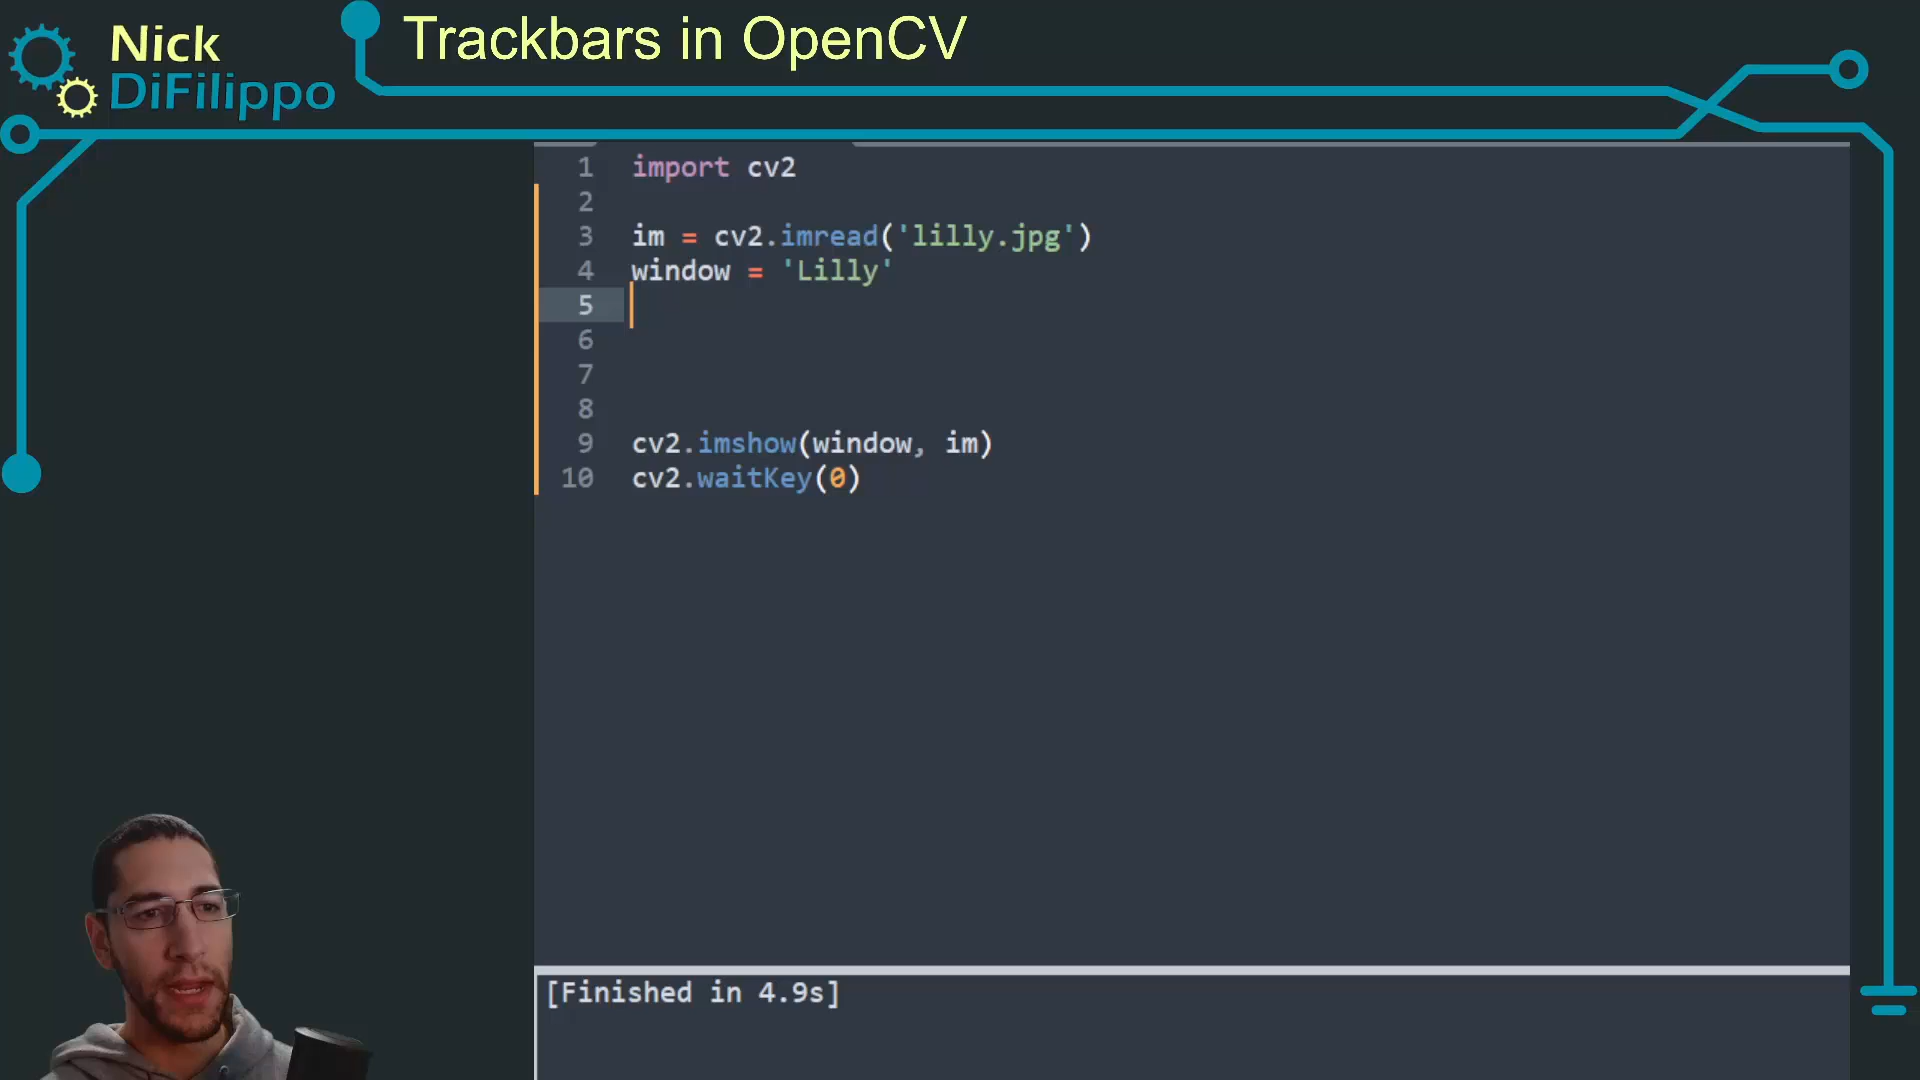 Nick
DiFilippo
Trackbars in OpenCV
1 import cv2
2
3 im = cv2.imread('lilly.jpg')
4 window = 'Lilly'
5
6
7
8
9 cv2.imshow(window, im)
10 cv2.waitKey(0)
[Finished in 4.9s]